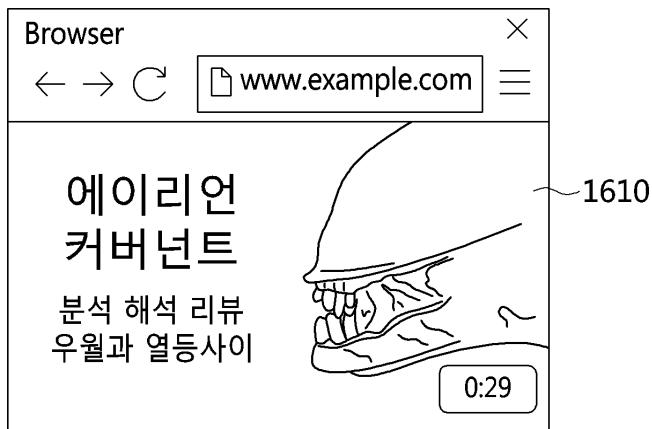 Browser
www.example.com
에이리언
커버넌트
분석 해석 리뷰
우월과 열등사이
0:29
1610